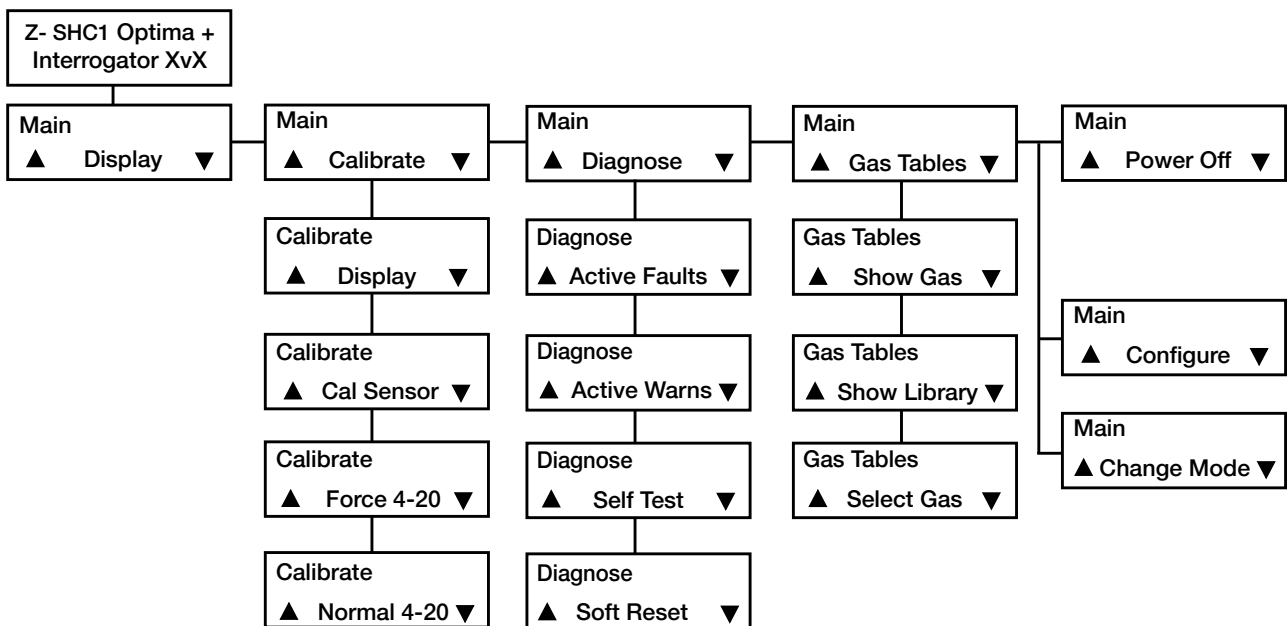 Z- SHC1 Optima +
Interrogator XvX
Main
▲ Display ▼
Main
▲ Calibrate ▼
Main
▲ Diagnose ▼
Main
▲ Gas Tables ▼
Main
▲ Power Off ▼
Calibrate
▲ Display ▼
Diagnose
▲ Active Faults ▼
Gas Tables
▲ Show Gas ▼
Main
▲ Configure ▼
Calibrate
▲ Cal Sensor ▼
Diagnose
▲ Active Warns ▼
Gas Tables
▲ Show Library ▼
Main
▲ Change Mode ▼
Calibrate
▲ Force 4-20 ▼
Diagnose
▲ Self Test ▼
Gas Tables
▲ Select Gas ▼
Calibrate
▲ Normal 4-20 ▼
Diagnose
▲ Soft Reset ▼